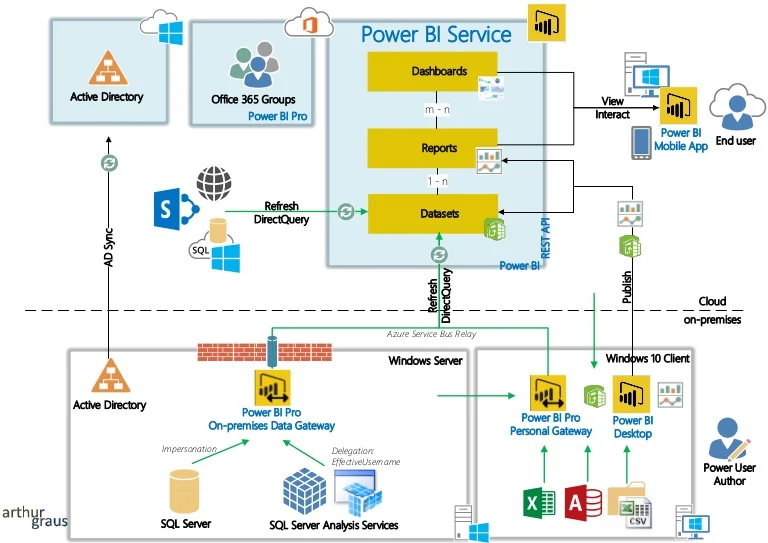 Power BI Service
Active Directory
Office 365 Groups
Power BI Pro
Dashboards
m - n
Reports
1 - n
Datasets
View
Interact
Power BI
Mobile App
End user
S
SQL
Refresh
DirectQuery
REST API
Power BI
AD Sync
Refresh
DirectQuery
Publish
Cloud
on-premises
Azure Service Bus Relay
Windows Server
Windows 10 Client
Active Directory
Power BI Pro
On-premises Data Gateway
Power BI Pro
Personal Gateway
Power BI
Desktop
Impersonation
Delegation:
EffectiveUsername
Power User
Author
SQL Server
SQL Server Analysis Services
X
A
CSV
arthur
graus